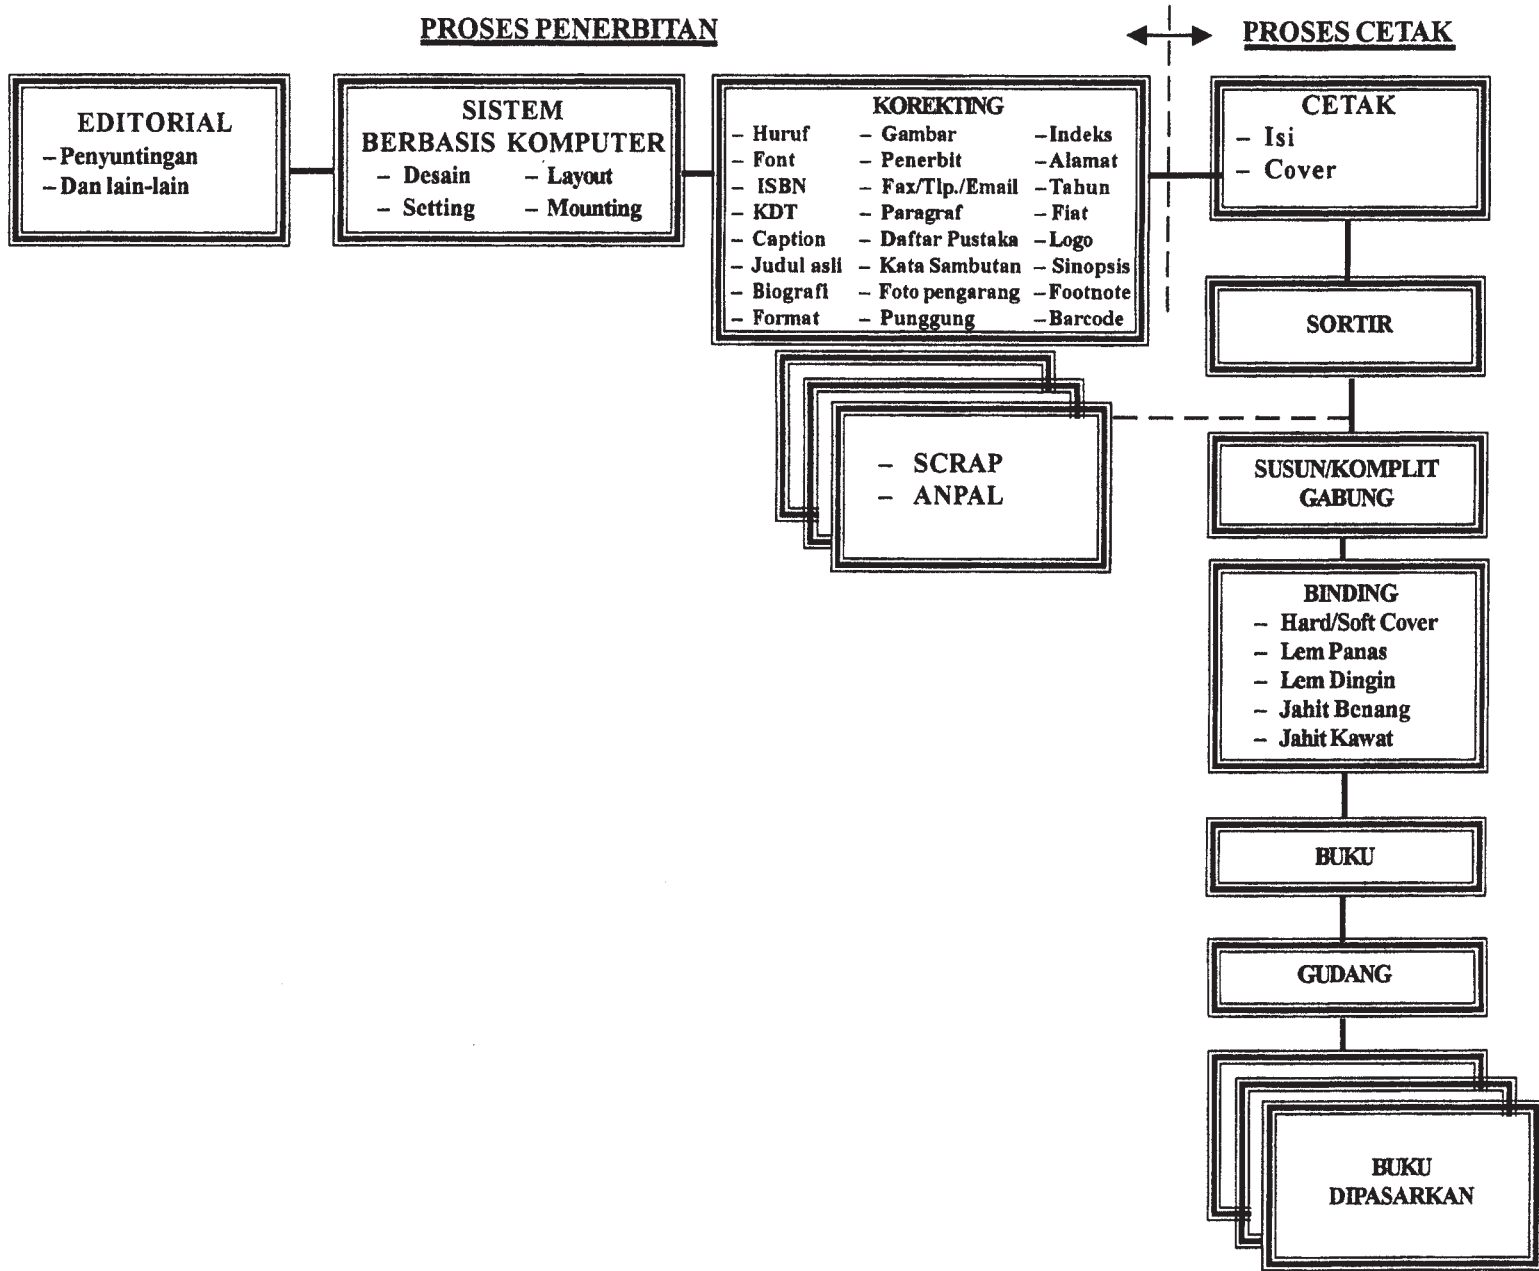 PROSES PENERBITAN
PROSES CETAK
EDITORIAL
– Penyuntingan
– Dan lain-lain
SISTEM
BERBASIS KOMPUTER
– Desain
– Setting
– Layout
– Mounting
KOREKTING
– Huruf
– Font
– ISBN
– KDT
– Caption
– Judul asli
– Biografi
– Format
– Gambar
– Penerbit
– Fax/Tlp./Email
– Paragraf
– Daftar Pustaka
– Kata Sambutan
– Foto pengarang
– Punggung
– Indeks
– Alamat
– Tahun
– Fiat
– Logo
– Sinopsis
– Footnote
– Barcode
CETAK
– Isi
– Cover
SORTIR
– SCRAP
– ANPAL
SUSUN/KOMPLIT
GABUNG
BINDING
– Hard/Soft Cover
– Lem Panas
– Lem Dingin
– Jahit Benang
– Jahit Kawat
BUKU
GUDANG
BUKU
DIPASARKAN